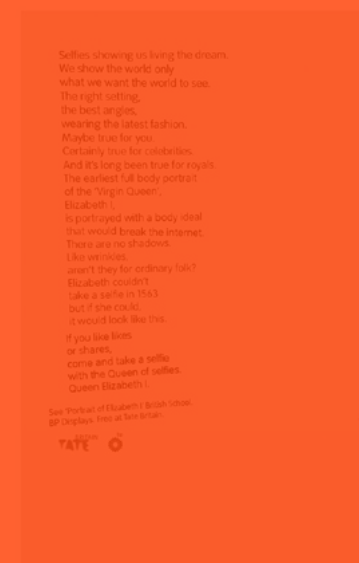 Selfies showing us living the dream.
We show the world only
what we want the world to see.
The right setting,
the best angles,
wearing the latest fashion.
Maybe true for you.
Certainly true for celebrities.
And it's long been true for royals.
The earliest full body portrait
of the 'Virgin Queen',
Elizabeth I,
is portrayed with a body ideal
that would break the Internet.
There are no shadows.
Like wrinkles,
aren't they for ordinary folk?
Elizabeth couldn't
take a selfie in 1563
but if she could,
it would look like this.
If you like likes
or shares,
come and take a selfie
with the Queen of selfies,
Queen Elizabeth I.
See 'Portrait of Elizabeth I' British School,
BP Displays. Free at Tate Britain.
BRITAIN
TATE